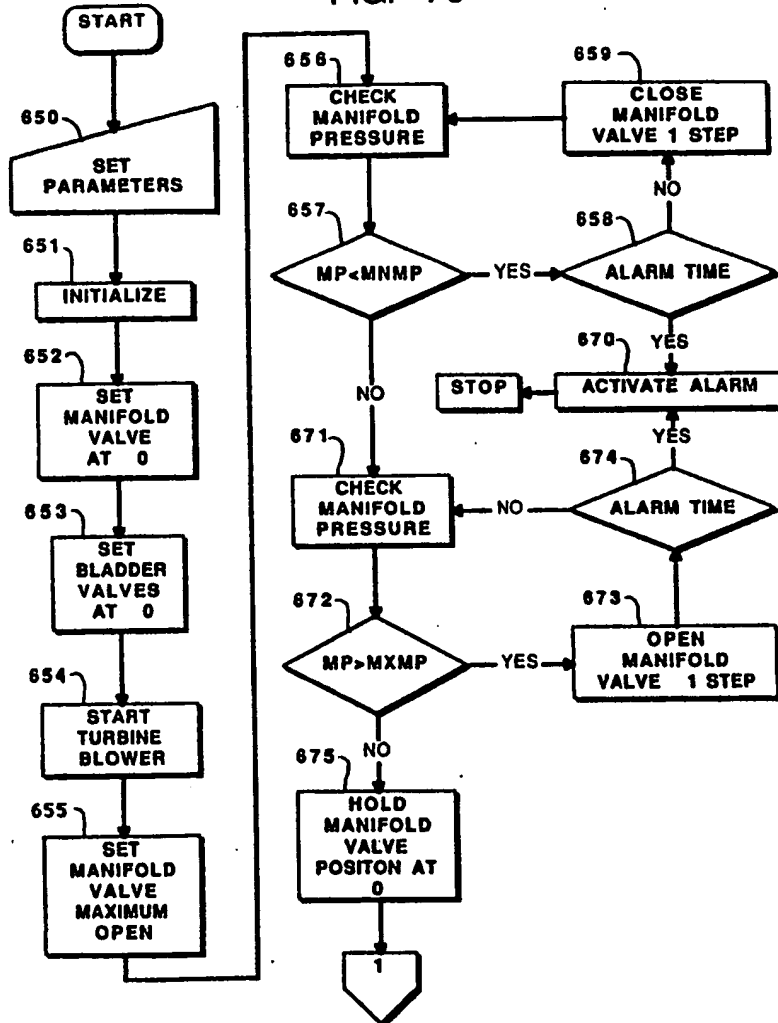 START
650
SET
PARAMETERS
651
INITIALIZE
652
SET
MANIFOLD
VALVE
AT 0
653
SET
BLADDER
VALVES
AT 0
654
START
TURBINE
BLOWER
655
SET
MANIFOLD
VALVE
MAXIMUM
OPEN
656
CHECK
MANIFOLD
PRESSURE
657
MP<MNMP
YES
NO
658
ALARM TIME
NO
YES
659
CLOSE
MANIFOLD
VALVE 1 STEP
670
ACTIVATE ALARM
STOP
671
CHECK
MANIFOLD
PRESSURE
672
MP>MXMP
YES
NO
673
OPEN
MANIFOLD
VALVE 1 STEP
674
ALARM TIME
YES
NO
675
HOLD
MANIFOLD
VALVE
POSITON AT
0
1